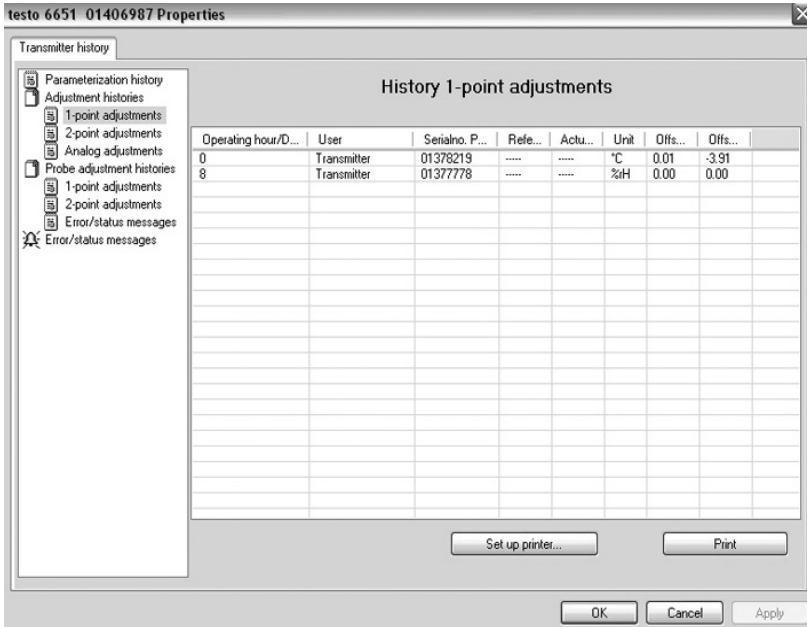 testo 6651 01406987 Properties
Transmitter history
Parameterization history
Adjustment histories
1-point adjustments
2-point adjustments
Analog adjustments
Probe adjustment histories
1-point adjustments
2-point adjustments
Error/status messages
Error/status messages
History 1-point adjustments
Operating hour/D... User Serialno. P... Refe... Actu... Unit Offs... Offs...
0 Transmitter 01378219 ----- ----- °C 0.01 -3.91
8 Transmitter 01377778 ----- ----- %rH 0.00 0.00
Set up printer... Print
OK Cancel Apply